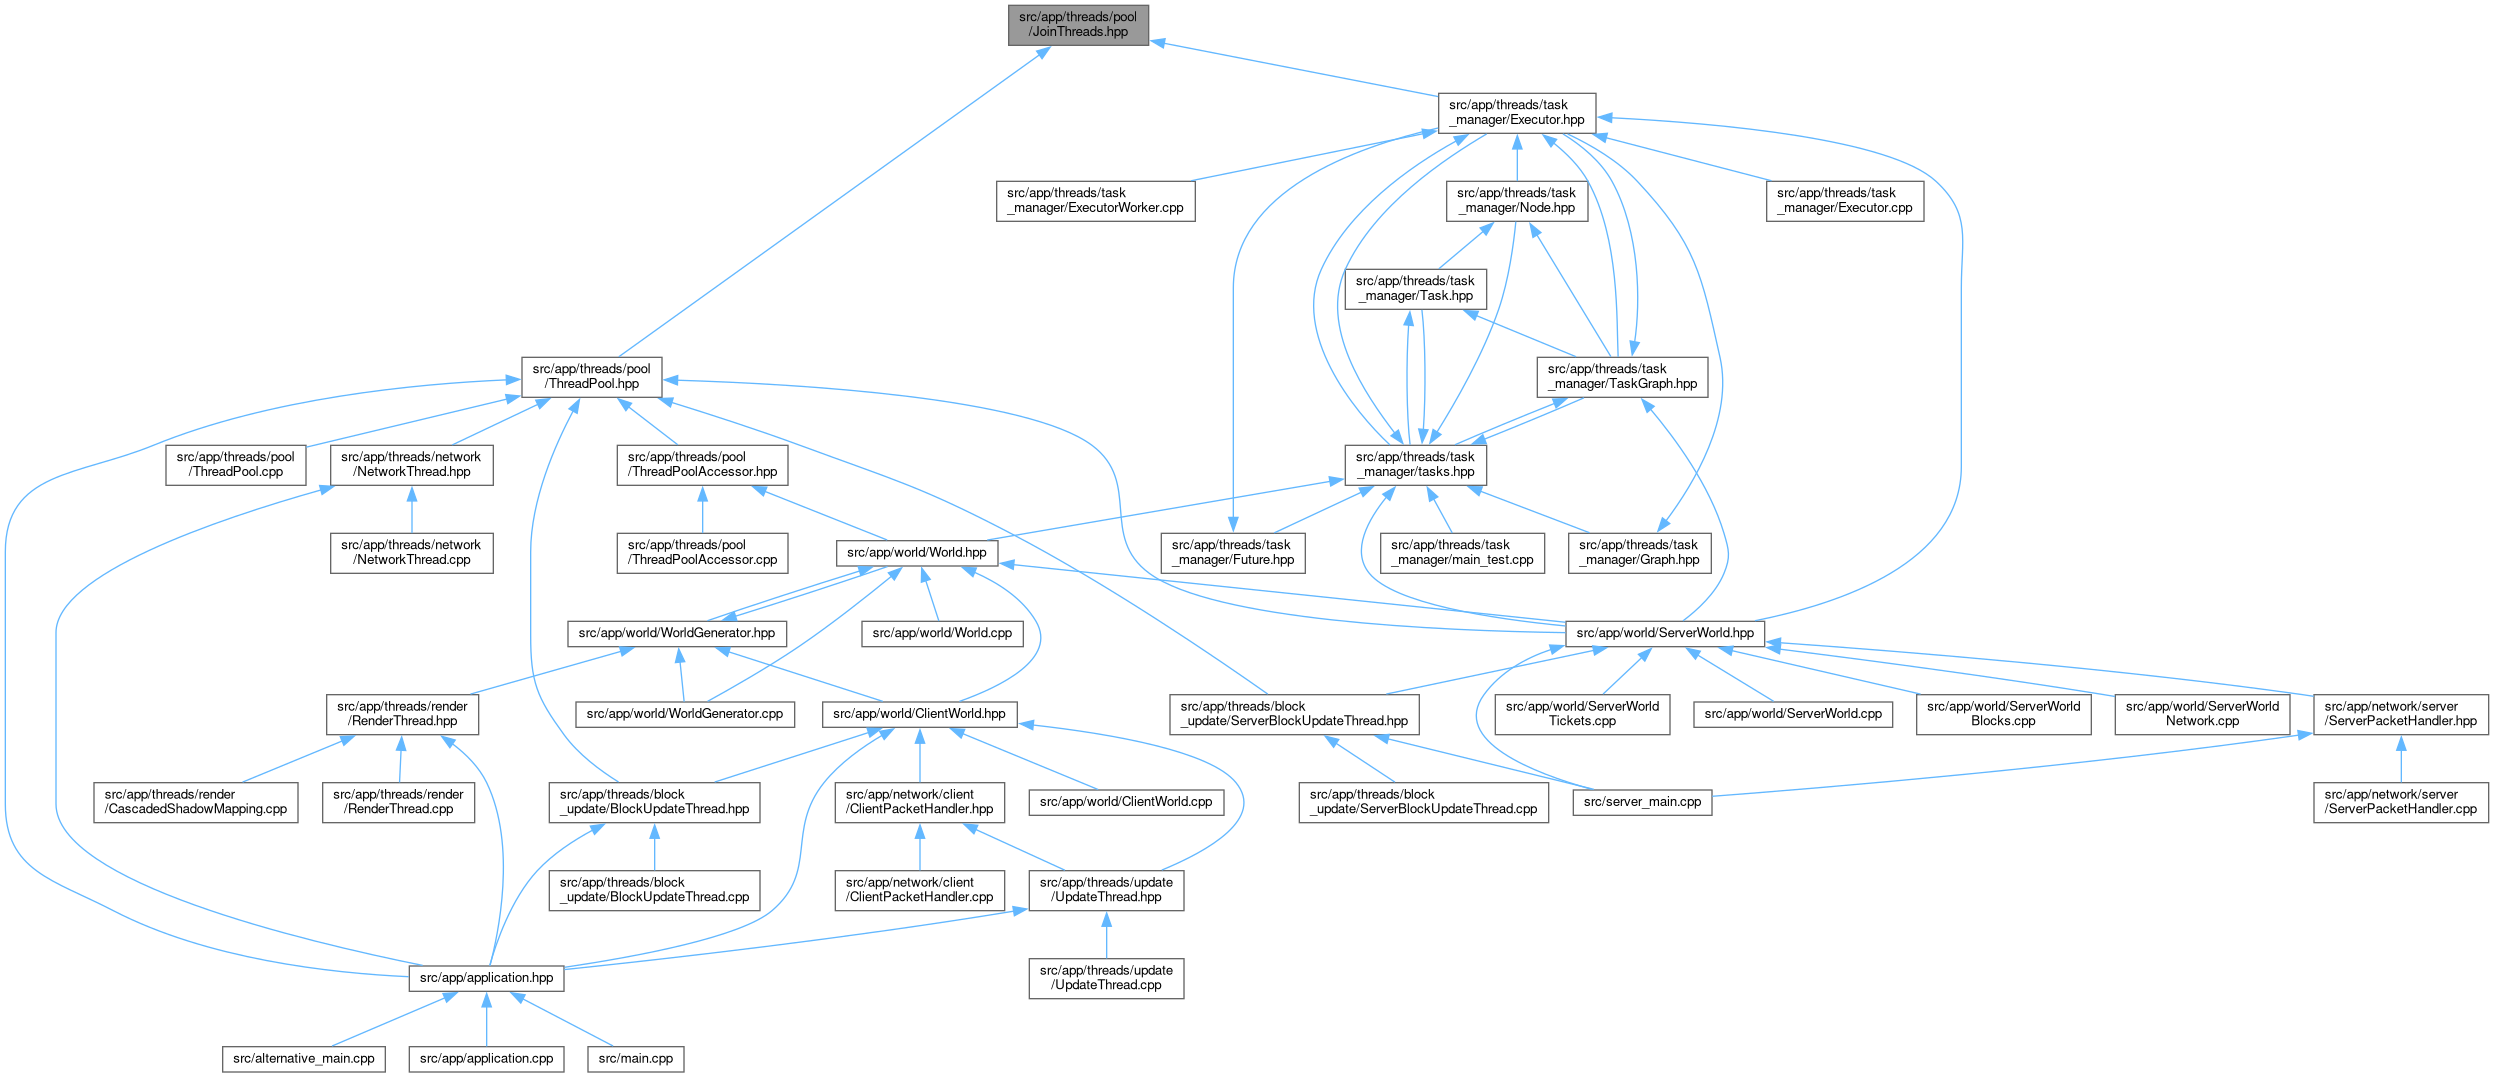 src/app/threads/pool
/JoinThreads.hpp
src/app/threads/task
_manager/Executor.hpp
src/app/threads/task
_manager/ExecutorWorker.cpp
src/app/threads/task
_manager/Node.hpp
src/app/threads/task
_manager/Executor.cpp
src/app/threads/task
_manager/Task.hpp
src/app/threads/pool
/ThreadPool.hpp
src/app/threads/task
_manager/TaskGraph.hpp
src/app/threads/pool
/ThreadPool.cpp
src/app/threads/network
/NetworkThread.hpp
src/app/threads/pool
/ThreadPoolAccessor.hpp
src/app/threads/task
_manager/tasks.hpp
src/app/threads/network
/NetworkThread.cpp
src/app/threads/pool
/ThreadPoolAccessor.cpp
src/app/world/World.hpp
src/app/threads/task
_manager/Future.hpp
src/app/threads/task
_manager/main_test.cpp
src/app/threads/task
_manager/Graph.hpp
src/app/world/WorldGenerator.hpp
src/app/world/World.cpp
src/app/world/ServerWorld.hpp
src/app/threads/render
/RenderThread.hpp
src/app/world/WorldGenerator.cpp
src/app/world/ClientWorld.hpp
src/app/threads/block
_update/ServerBlockUpdateThread.hpp
src/app/world/ServerWorld
Tickets.cpp
src/app/world/ServerWorld.cpp
src/app/world/ServerWorld
Blocks.cpp
src/app/world/ServerWorld
Network.cpp
src/app/network/server
/ServerPacketHandler.hpp
src/app/threads/render
/CascadedShadowMapping.cpp
src/app/threads/render
/RenderThread.cpp
src/app/threads/block
_update/BlockUpdateThread.hpp
src/app/network/client
/ClientPacketHandler.hpp
src/app/world/ClientWorld.cpp
src/app/threads/block
_update/ServerBlockUpdateThread.cpp
src/server_main.cpp
src/app/network/server
/ServerPacketHandler.cpp
src/app/threads/block
_update/BlockUpdateThread.cpp
src/app/network/client
/ClientPacketHandler.cpp
src/app/threads/update
/UpdateThread.hpp
src/app/application.hpp
src/app/threads/update
/UpdateThread.cpp
src/alternative_main.cpp
src/app/application.cpp
src/main.cpp